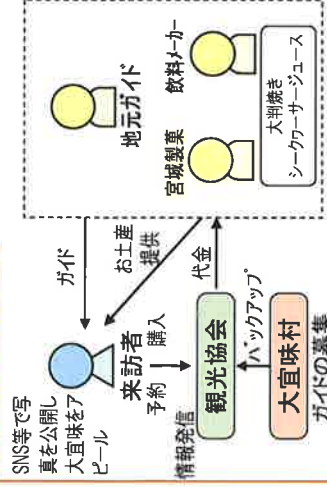 SNS等で写
真を公開し
大宜味をア
ピール
来訪者
予約
購入
情報発信
観光協会
バックアップ
大宜味村
ガイドの募集
ガイド
お土産
提供
代金
地元ガイド
宮城製菓
飲料メーカー
大判焼き
シークヮーサージュース